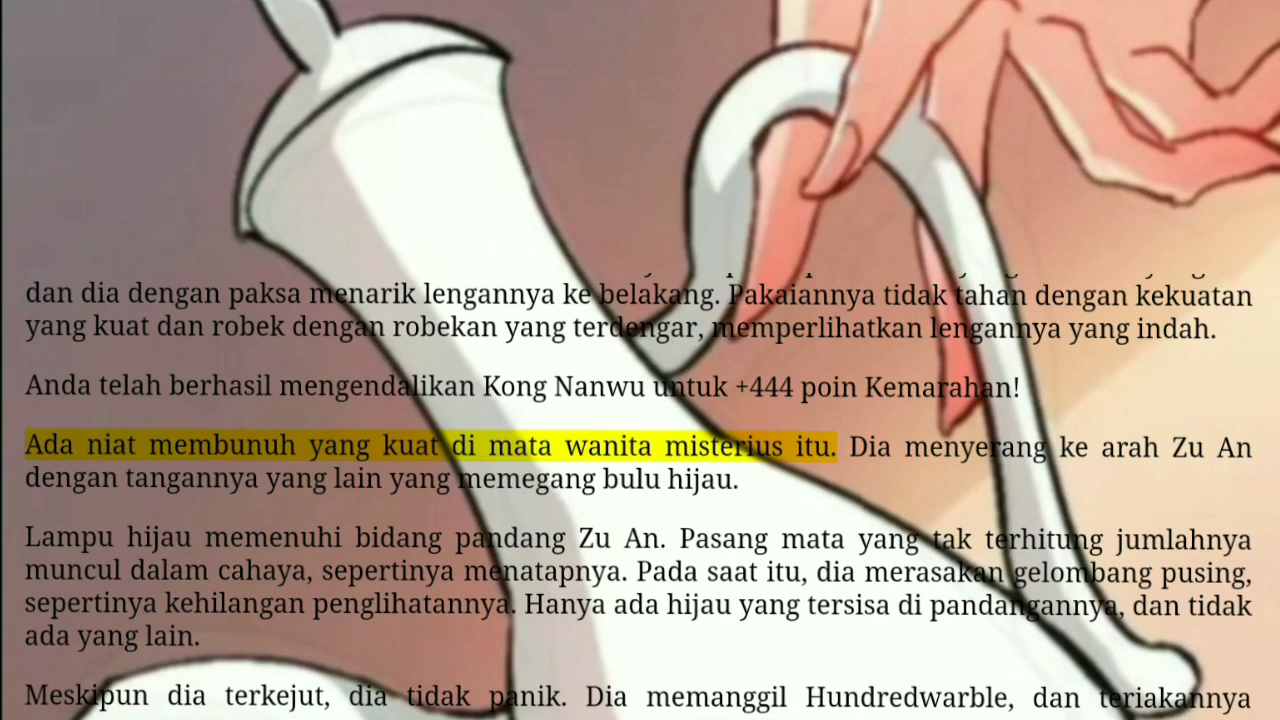 dan dia dengan paksa menarik lengannya ke belakang. Pakaiannya tidak tahan dengan kekuatan
yang kuat dan robek dengan robekan yang terdengar, memperlihatkan lengannya yang indah.
Anda telah berhasil mengendalikan Kong Nanwu untuk +444 poin Kemarahan!
Ada niat membunuh yang kuat di mata wanita misterius itu. Dia menyerang ke arah Zu An
dengan tangannya yang lain yang memegang bulu hijau.
Lampu hijau memenuhi bidang pandang Zu An. Pasang mata yang tak terhitung jumlahnya
muncul dalam cahaya, sepertinya menatapnya. Pada saat itu, dia merasakan gelombang pusing,
sepertinya kehilangan penglihatannya. Hanya ada hijau yang tersisa di pandangannya, dan tidak
ada yang lain.
Meskipun dia terkejut, dia tidak panik. Dia memanggil Hundredwarble, dan teriakannya